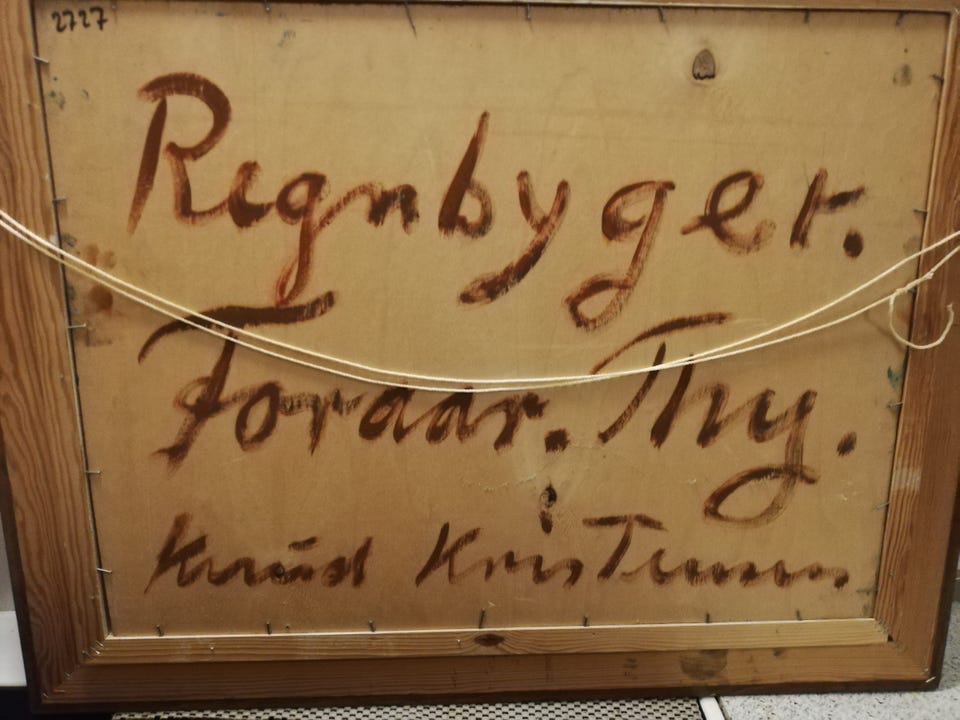 2727
Regnbyger.
Foraar. Thy.
Knud Kristensen